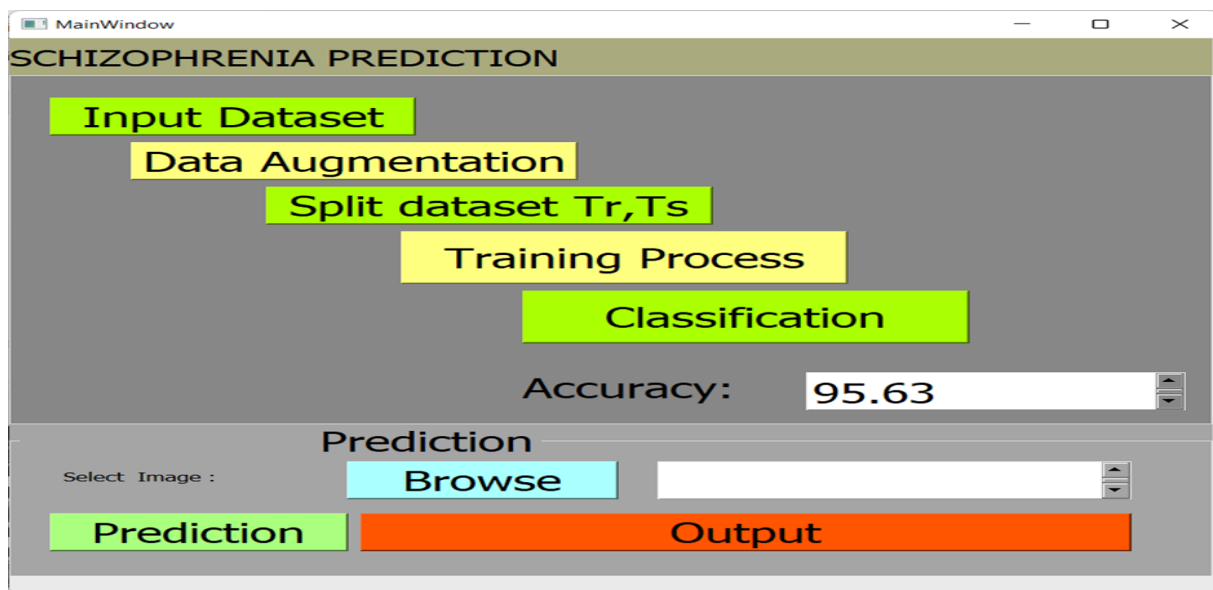 MainWindow
SCHIZOPHRENIA PREDICTION
Input Dataset
Data Augmentation
Split dataset Tr,Ts
Training Process
Classification
Accuracy: 95.63
Prediction
Select Image : Browse
Prediction Output